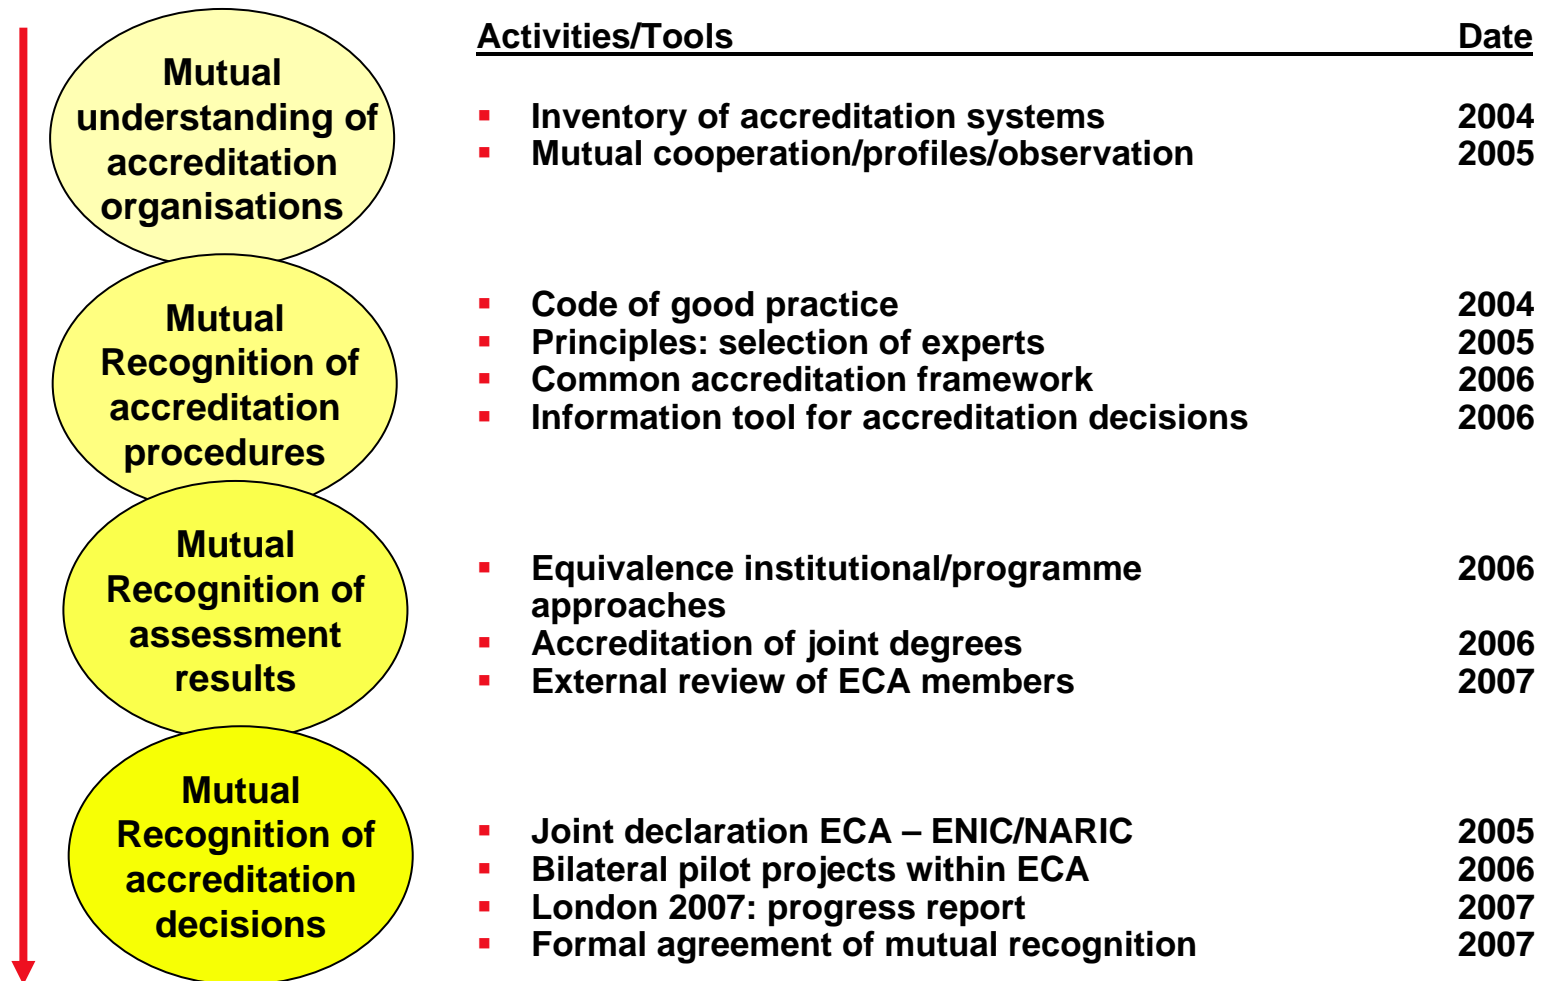 Activities/Tools Date
Mutual
understanding of
accreditation
organisations
▪ Inventory of accreditation systems 2004
▪ Mutual cooperation/profiles/observation 2005
Mutual
Recognition of
accreditation
procedures
▪ Code of good practice 2004
▪ Principles: selection of experts 2005
▪ Common accreditation framework 2006
▪ Information tool for accreditation decisions 2006
Mutual
Recognition of
assessment
results
▪ Equivalence institutional/programme 2006
approaches
▪ Accreditation of joint degrees 2006
▪ External review of ECA members 2007
Mutual
Recognition of
accreditation
decisions
▪ Joint declaration ECA – ENIC/NARIC 2005
▪ Bilateral pilot projects within ECA 2006
▪ London 2007: progress report 2007
▪ Formal agreement of mutual recognition 2007